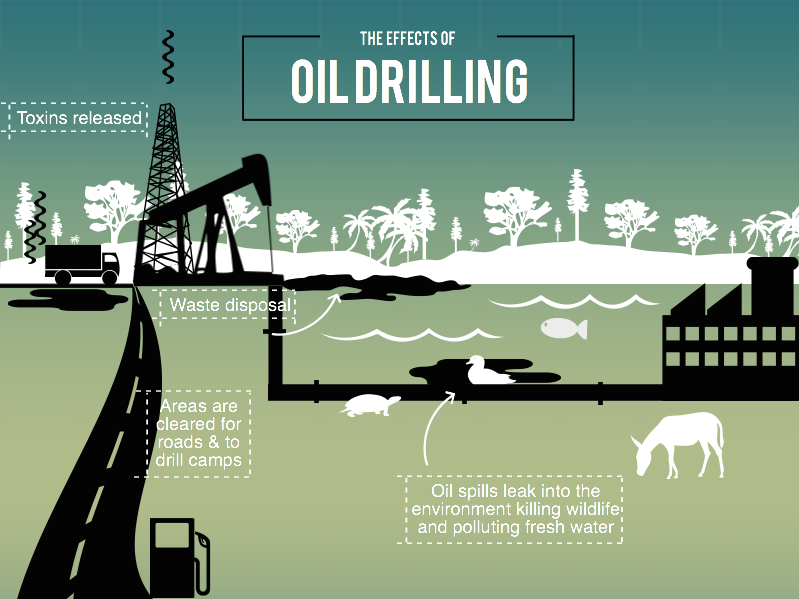 THE EFFECTS OF
OIL DRILLING
Toxins released
Waste disposal
Areas are
cleared for
roads & to
drill camps
Oil spills leak into the
environment killing wildlife
and polluting fresh water